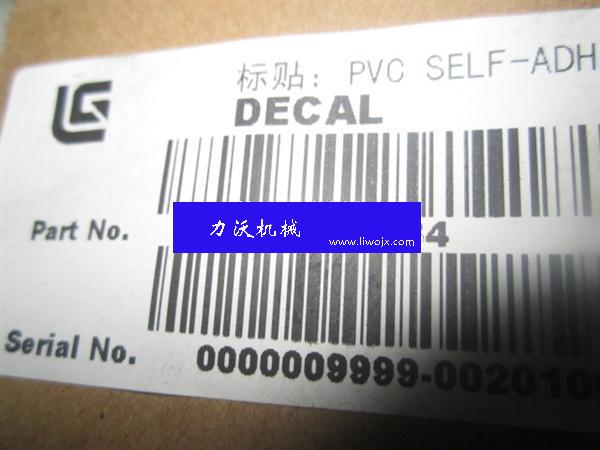 标贴: PVC SELF-ADH
DECAL
Part No.
力沃机械
www.liwojx.com
4
Serial No.
0000009999-0020100